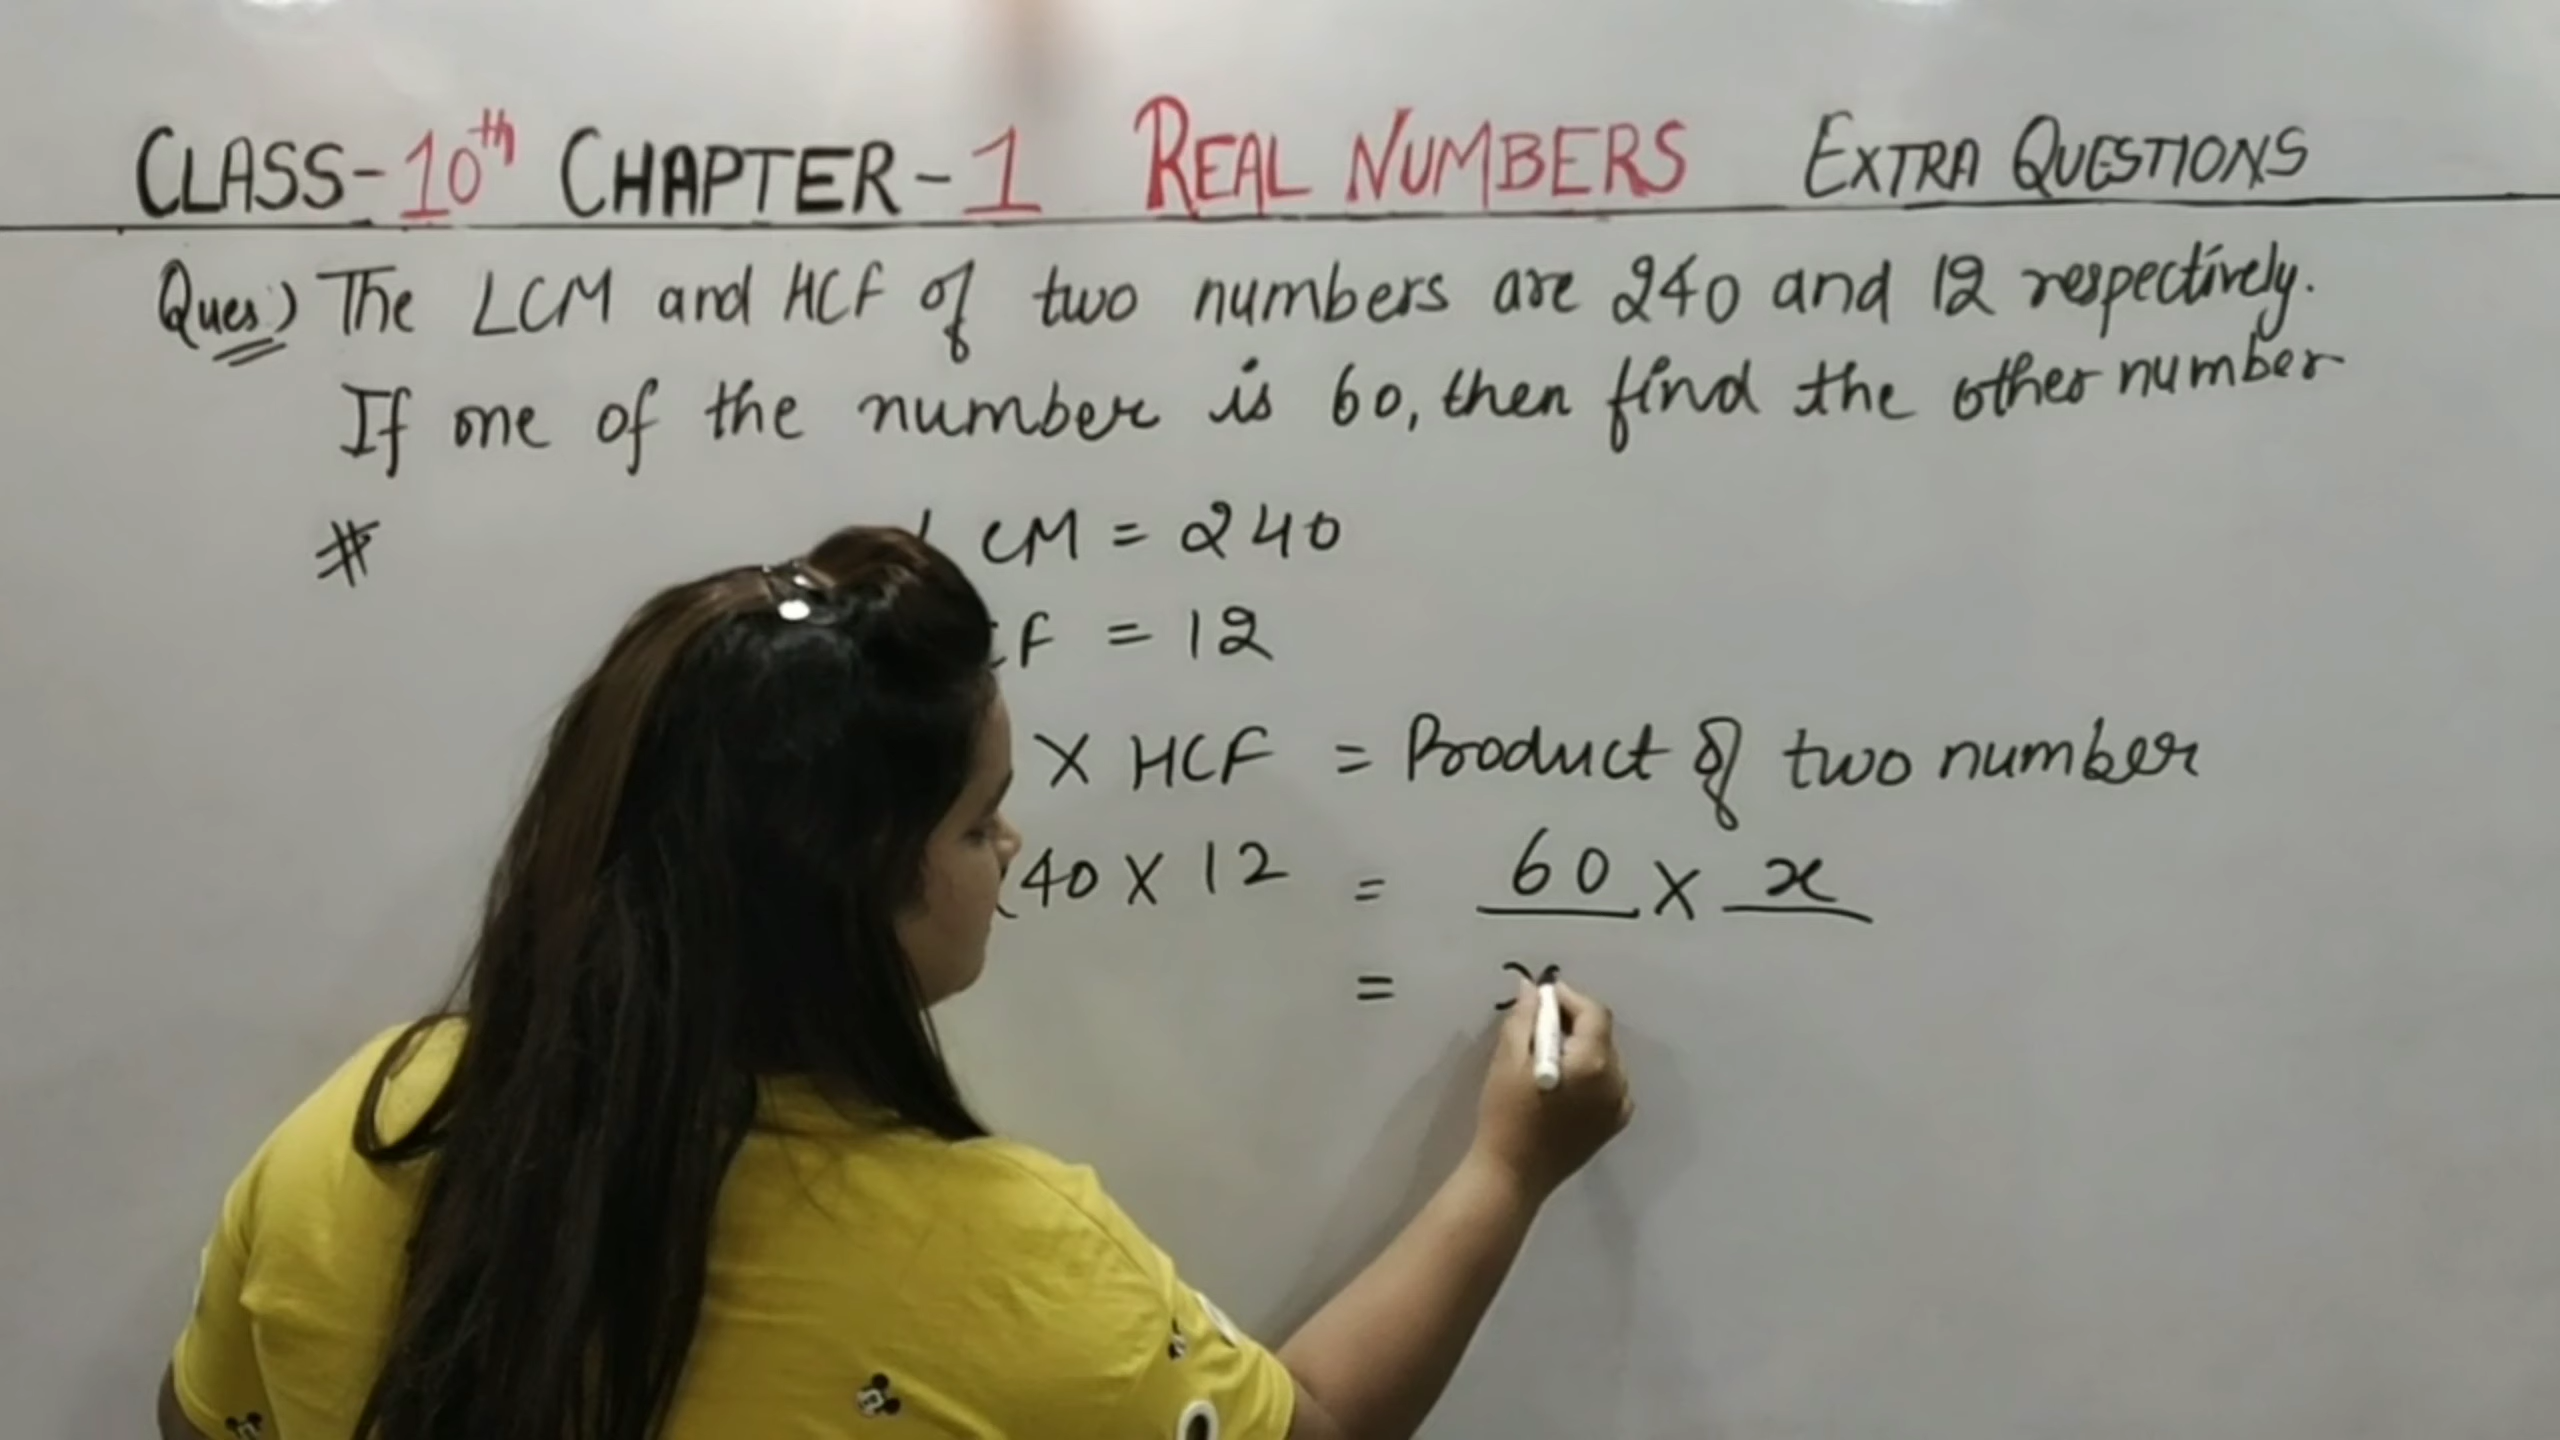 CLASS-10th CHAPTER-1 REAL NUMBERS EXTRA QUESTIONS
Ques) The LCM and HCF of two numbers are 240 and 12 respectively.
If one of the number is 60, then find the other number
#
CM = 240
F = 12
X HCF = Product of two number
40 X 12 = 60 X x
= x